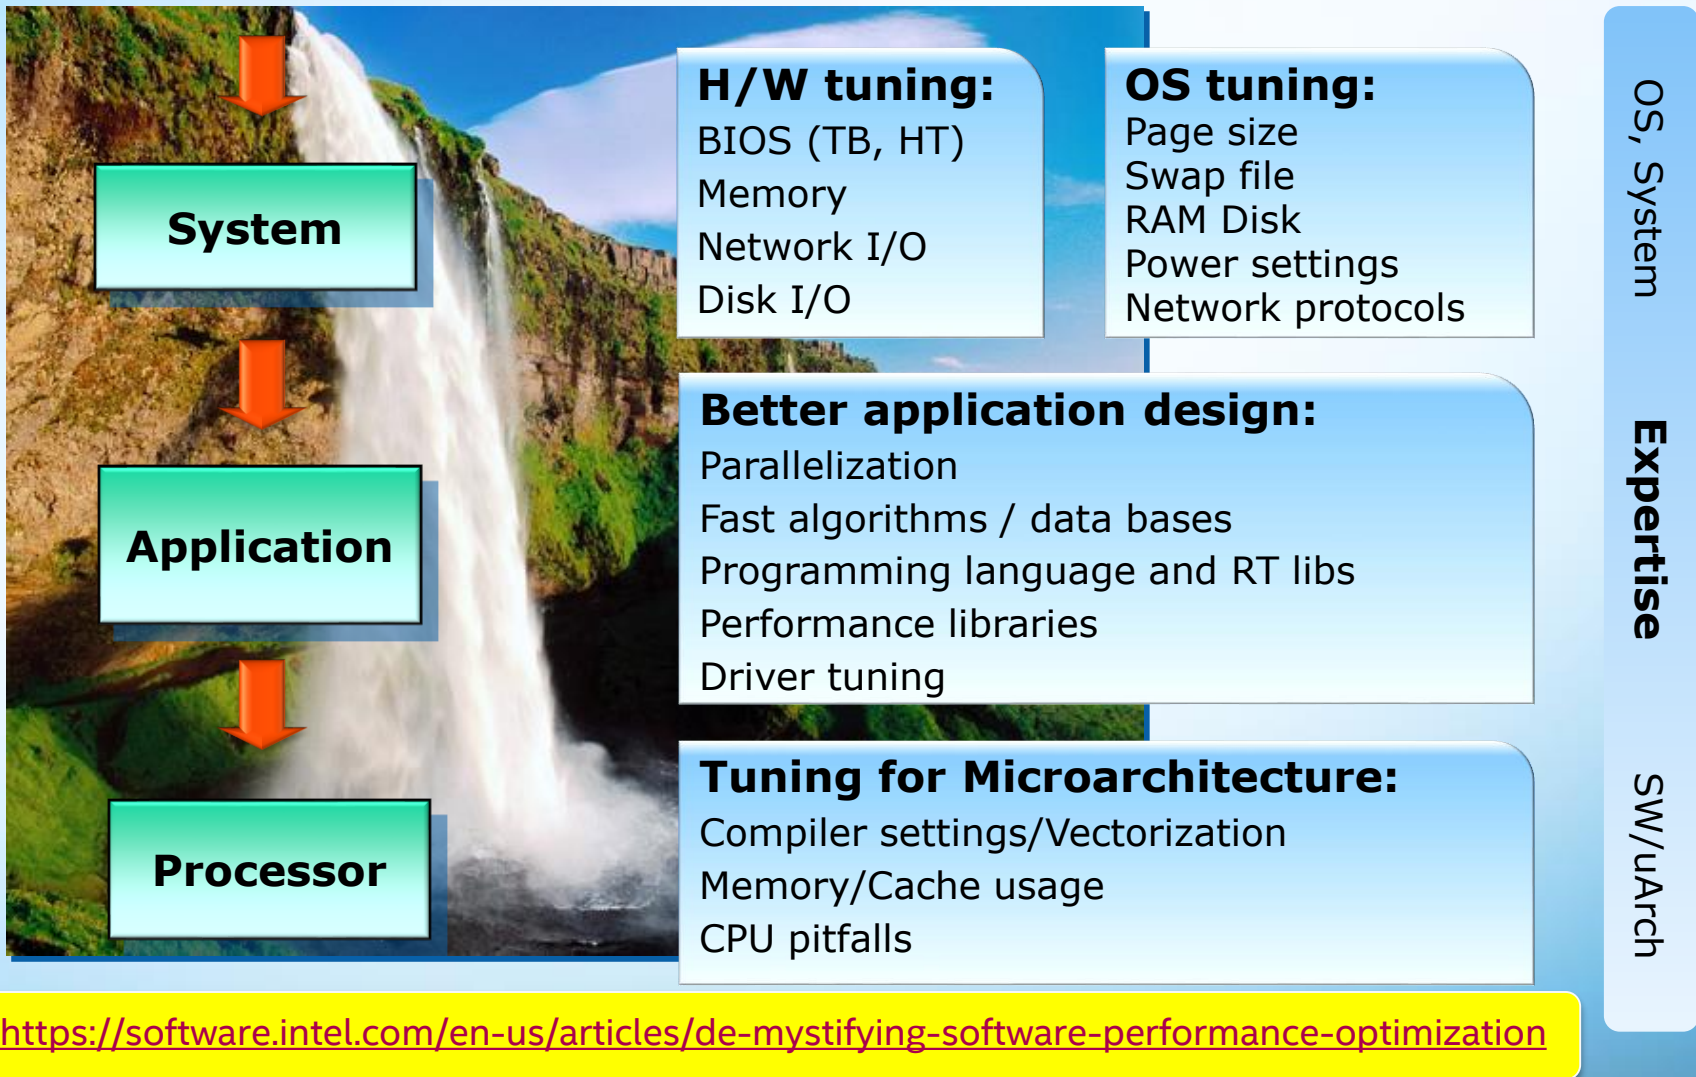 System
H/W tuning:
BIOS (TB, HT)
Memory
Network I/O
Disk I/O
OS tuning:
Page size
Swap file
RAM Disk
Power settings
Network protocols
Application
Better application design:
Parallelization
Fast algorithms / data bases
Programming language and RT libs
Performance libraries
Driver tuning
Processor
Tuning for Microarchitecture:
Compiler settings/Vectorization
Memory/Cache usage
CPU pitfalls
OS, System
Expertise
SW/uArch
https://software.intel.com/en-us/articles/de-mystifying-software-performance-optimization